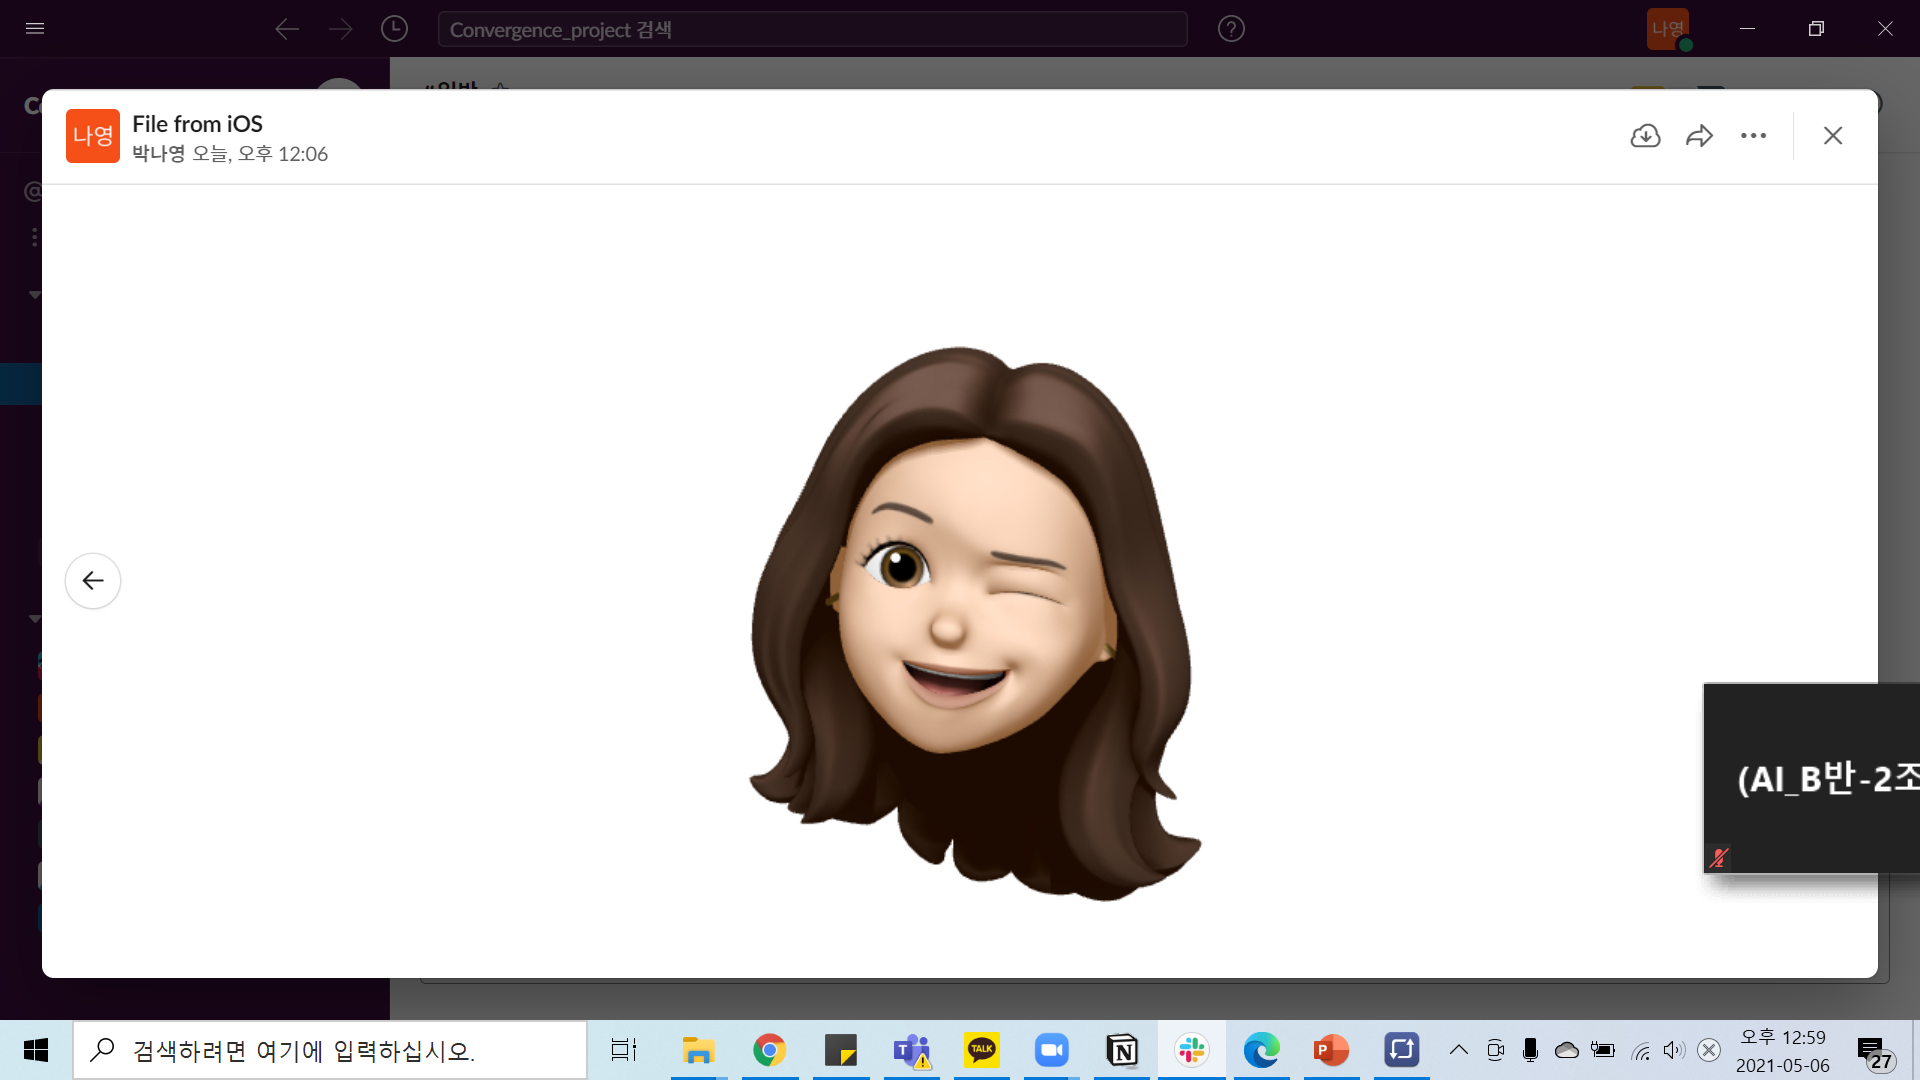 Convergence_project 검색
나영
나영
File from iOS
박나영 오늘, 오후 12:06
(AI_B반-2조
검색하려면 여기에 입력하십시오.
TALK
오후 12:59
2021-05-06
27